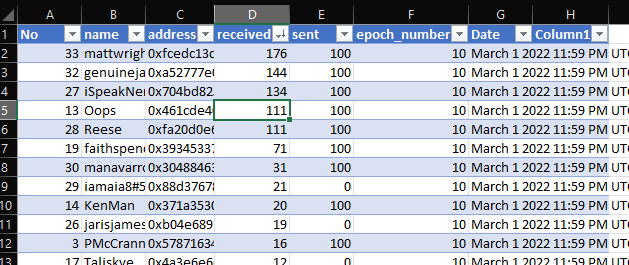 A B C D E F G H
1 No name address received sent epoch_number Date Column1
2 33 mattwrigh 0xfcedc13c 176 100 10 March 1 2022 11:59 PM UTC
3 32 genuineja 0xa52777e 144 100 10 March 1 2022 11:59 PM UTC
4 27 iSpeakNe 0x704bd82 134 100 10 March 1 2022 11:59 PM UTC
5 13 Oops 0x461cde4 111 100 10 March 1 2022 11:59 PM UTC
6 28 Reese 0xfa20d0e 111 100 10 March 1 2022 11:59 PM UTC
7 19 faithspen 0x39345337 71 100 10 March 1 2022 11:59 PM UTC
8 30 manavarr 0x30488463 31 100 10 March 1 2022 11:59 PM UTC
9 29 iamaia8#5 0x88d37678 21 0 10 March 1 2022 11:59 PM UTC
10 14 KenMan 0x371a3530 20 100 10 March 1 2022 11:59 PM UTC
11 26 jarisjames 0xb04e689 19 0 10 March 1 2022 11:59 PM UTC
12 3 PMcCrann 0x57871634 16 100 10 March 1 2022 11:59 PM UTC
13 17 Taliskye 0x4a3e6e6 12 0 10 March 1 2022 11:59 PM UTC